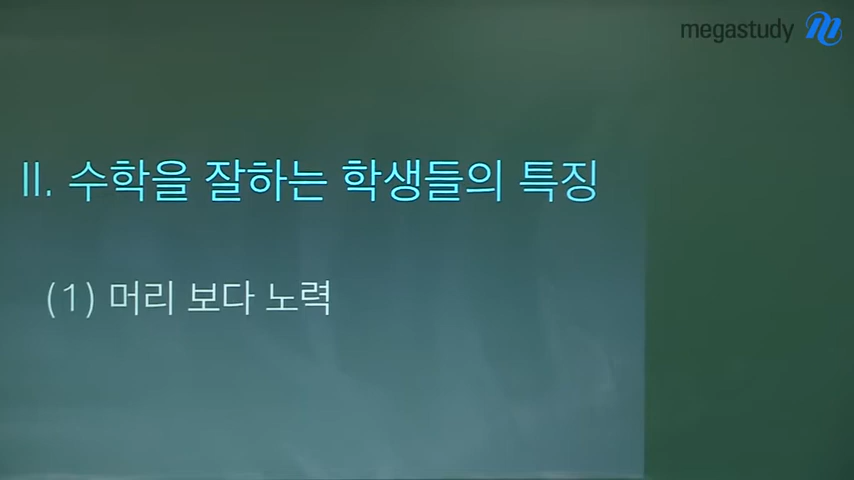 megastudy
II. 수학을 잘하는 학생들의 특징
(1) 머리 보다 노력